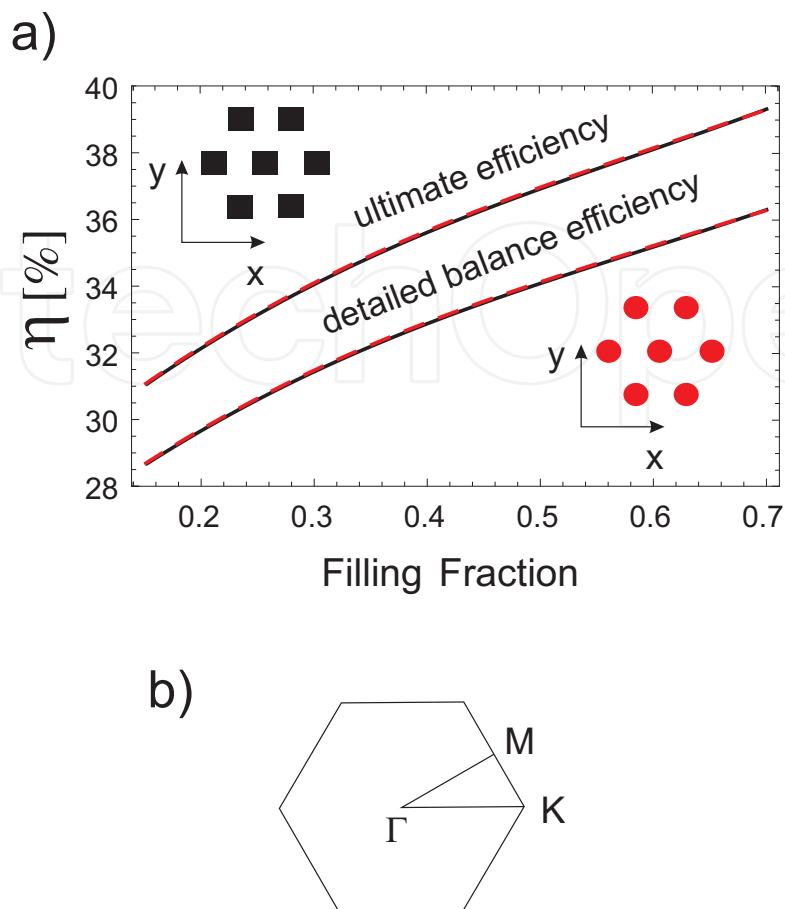 a)
40
38
36
34
32
30
28
η [%]
y
x
ultimate efficiency
detailed balance efficiency
y
x
0.2 0.3 0.4 0.5 0.6 0.7
Filling Fraction
b)
M
Γ
K